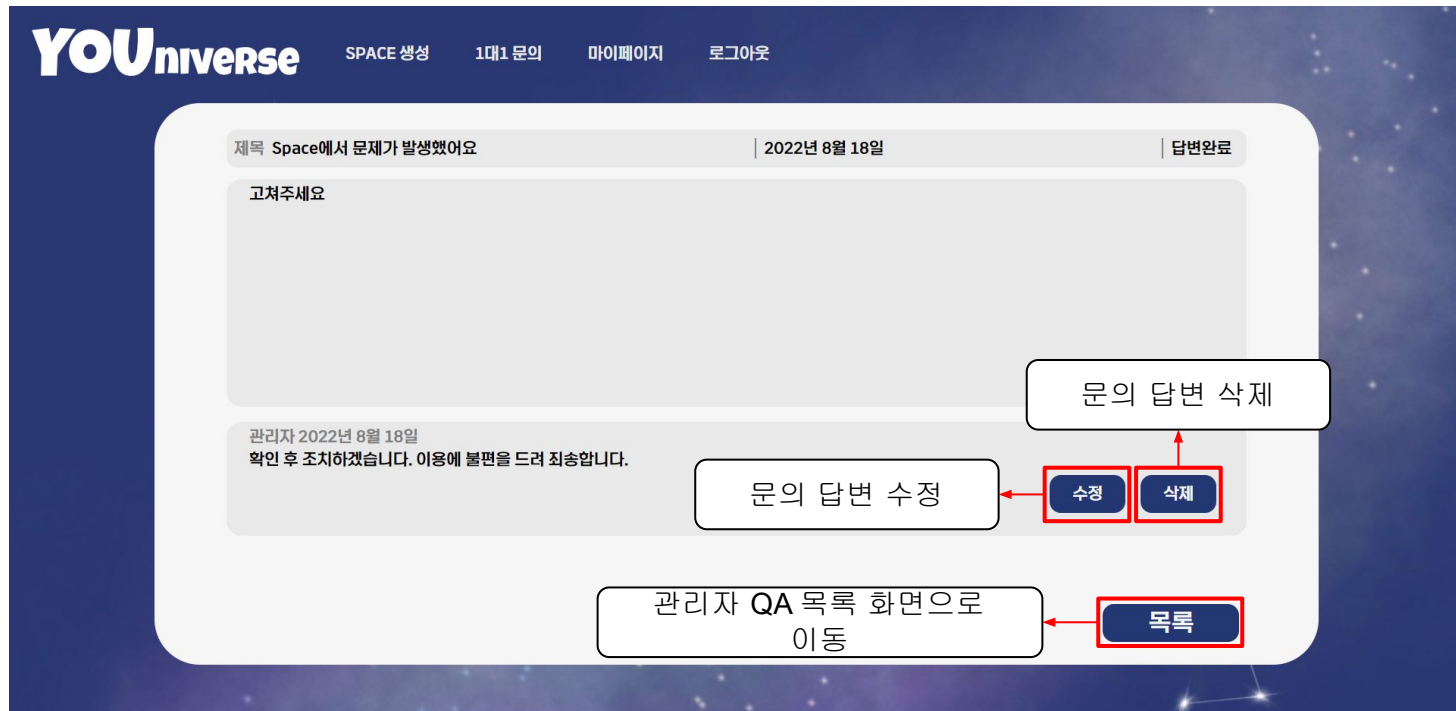 YOUniverse SPACE 생성 1대1 문의 마이페이지 로그아웃
제목 Space에서 문제가 발생했어요 2022년 8월 18일 답변완료
고쳐주세요
문의 답변 삭제
관리자 2022년 8월 18일
확인 후 조치하겠습니다. 이용에 불편을 드려 죄송합니다.
문의 답변 수정 수정 삭제
관리자 QA 목록 화면으로
이동
목록